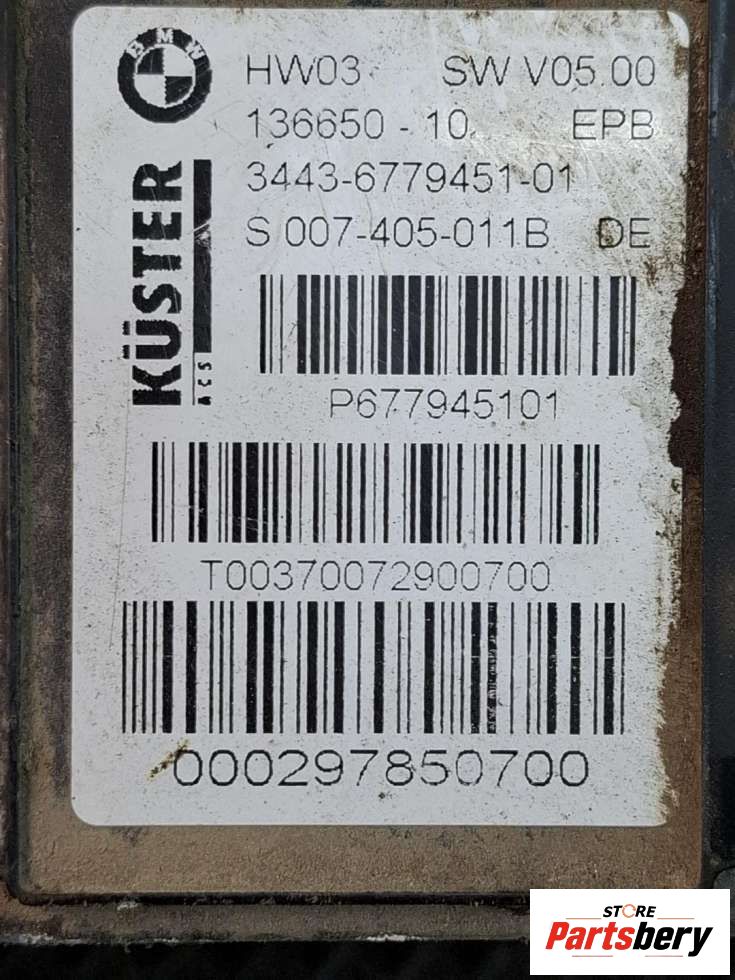 BMW
HW03 SW V05.00
136650 - 10 EPB
3443-6779451-01
S 007-405-011B DE
KÜSTER
ACS
P677945101
T00370072900700
000297850700
STORE
Partsbery